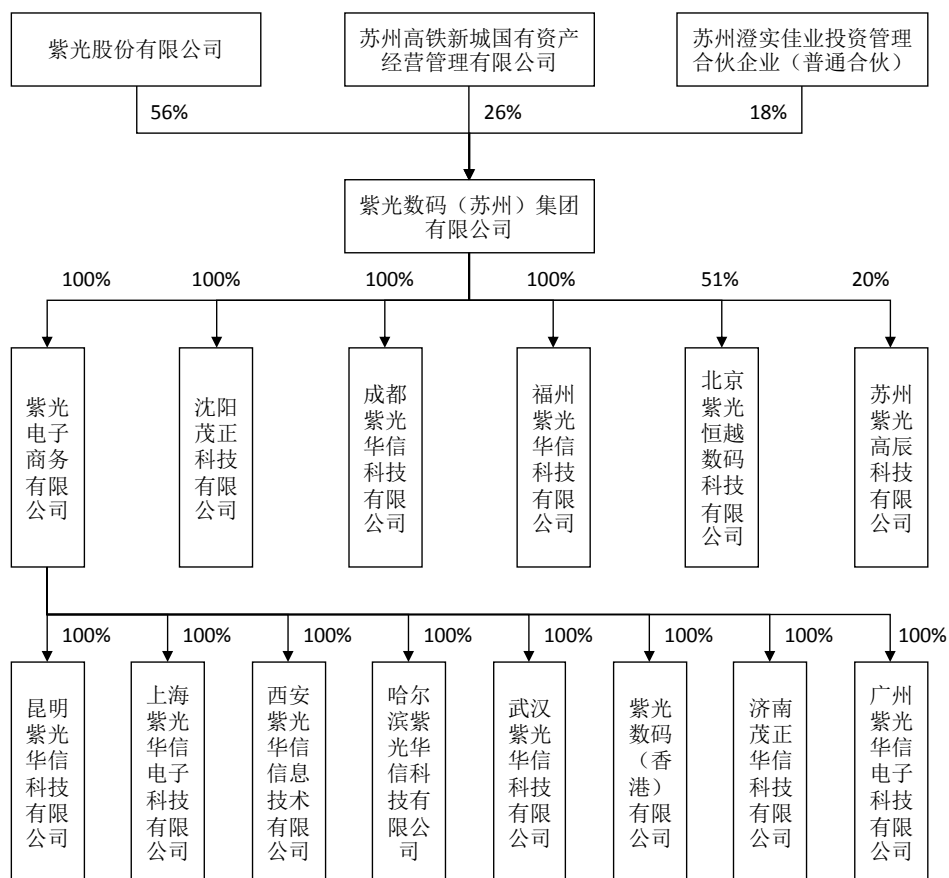 紫光股份有限公司
苏州高铁新城国有资产
经营管理有限公司
苏州澄实佳业投资管理
合伙企业（普通合伙）
56%
26%
18%
紫光数码（苏州）集团
有限公司
100%
100%
100%
100%
51%
20%
紫光
电子
商务
有限
公司
沈阳
茂正
科技
有限
公司
成都
紫光
华信
科技
有限
公司
福州
紫光
华信
科技
有限
公司
北京
紫光
恒越
数码
科技
有限
公司
苏州
紫光
高辰
科技
有限
公司
100%
100%
100%
100%
100%
100%
100%
100%
昆明
紫光
华信
科技
有限
公司
上海
紫光
华信
电子
科技
有限
公司
西安
紫光
华信
信息
技术
有限
公司
哈尔
滨紫
光华
信科
技有
限公
司
武汉
紫光
华信
科技
有限
公司
紫光
数码
（香
港）
有限
公司
济南
茂正
华信
科技
有限
公司
广州
紫光
华信
电子
科技
有限
公司